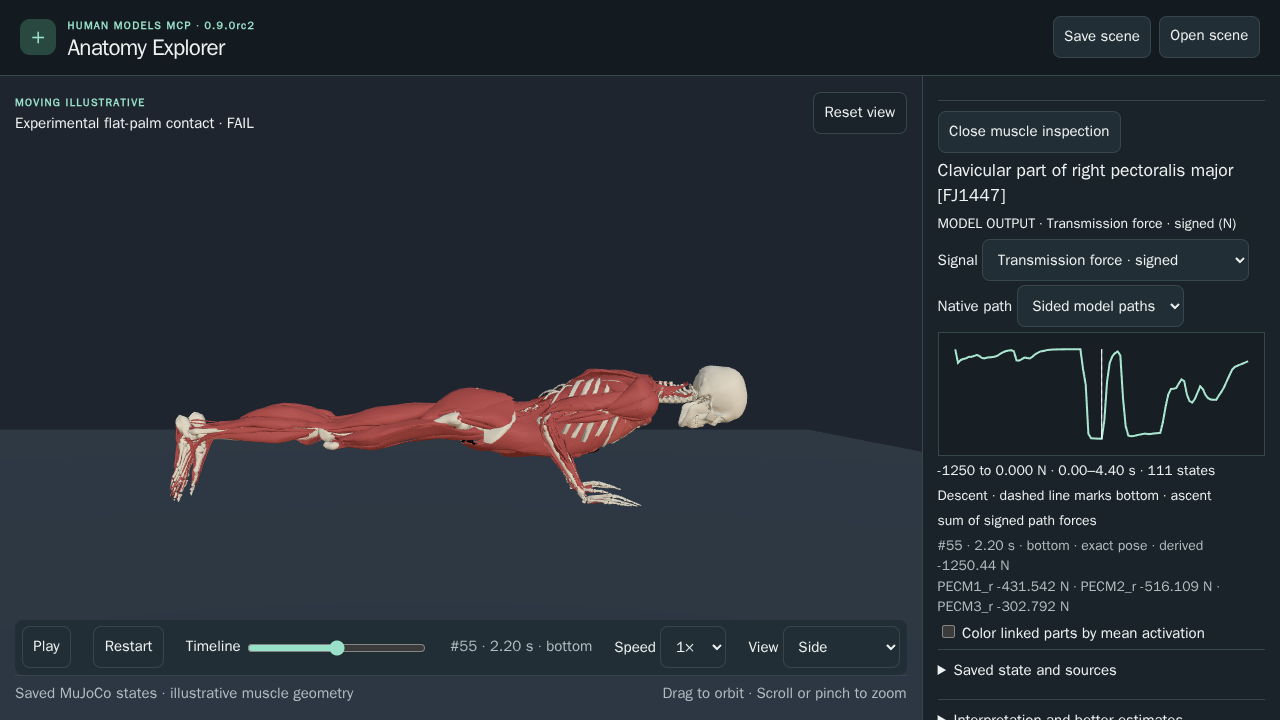 HUMAN MODELS MCP · 0.9.0rc2
Anatomy Explorer
Save scene
Open scene
MOVING ILLUSTRATIVE
Experimental flat-palm contact · FAIL
Reset view
Close muscle inspection
Clavicular part of right pectoralis major
[FJ1447]
MODEL OUTPUT · Transmission force · signed (N)
Signal
Transmission force · signed
Native path
Sided model paths
-1250 to 0.000 N · 0.00–4.40 s · 111 states
Descent · dashed line marks bottom · ascent
sum of signed path forces
#55 · 2.20 s · bottom · exact pose · derived
-1250.44 N
PECM1_r -431.542 N · PECM2_r -516.109 N ·
PECM3_r -302.792 N
Color linked parts by mean activation
Saved state and sources
Interpretation and better estimates
Play
Restart
Timeline
#55 · 2.20 s · bottom
Speed
1×
View
Side
Saved MuJoCo states · illustrative muscle geometry
Drag to orbit · Scroll or pinch to zoom